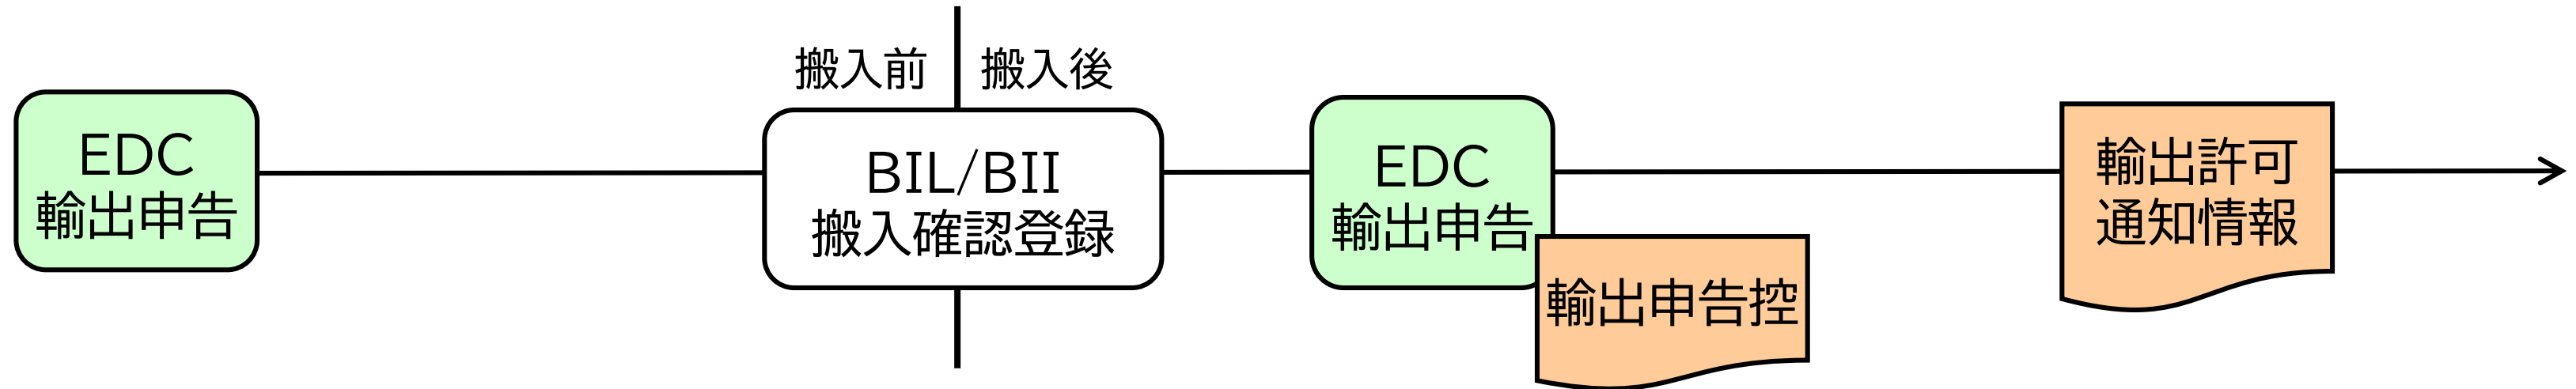 搬入前
搬入後
EDC
輸出申告
BIL/BII
搬入確認登録
EDC
輸出申告
輸出申告控
輸出許可
通知情報